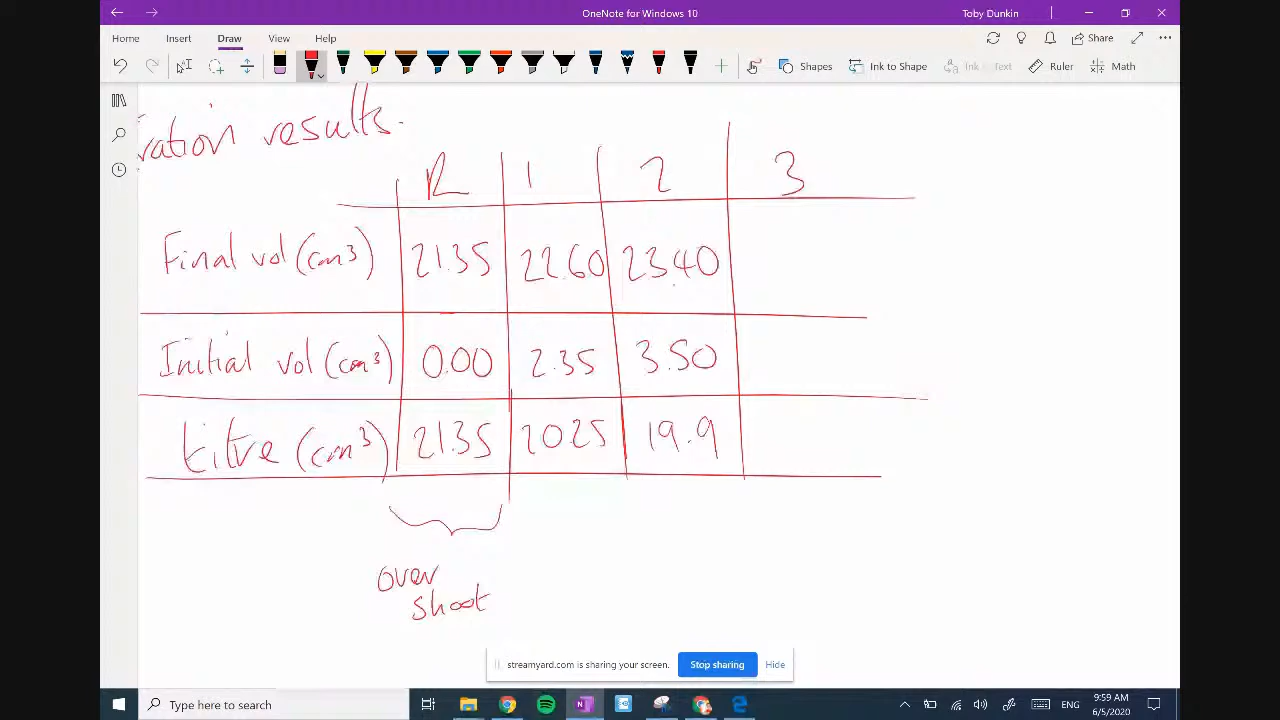 OneNote for Windows 10
Toby Dunkin
Home Insert Draw View Help
Share
Shapes Ink to Shape Ink to Text Ruler Math
ration results.
R 1 2 3
Final vol (cm³) 21.35 22.60 23.40
Initial vol (cm³) 0.00 2.35 3.50
titre (cm³) 21.35 20.25 19.9
over
shoot
streamyard.com is sharing your screen. Stop sharing Hide
Type here to search
ENG
9:59 AM
6/5/2020